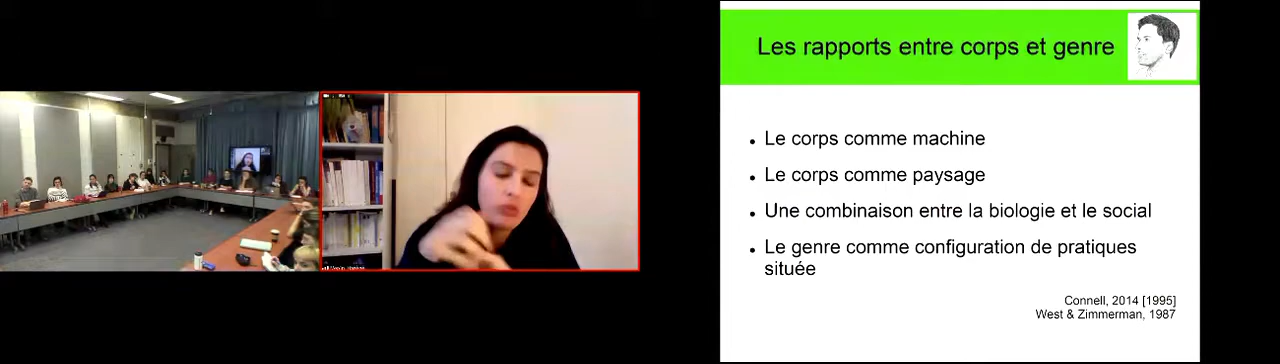 Les rapports entre corps et genre
• Le corps comme machine
• Le corps comme paysage
• Une combinaison entre la biologie et le social
• Le genre comme configuration de pratiques
située
Connell, 2014 [1995]
West & Zimmerman, 1987